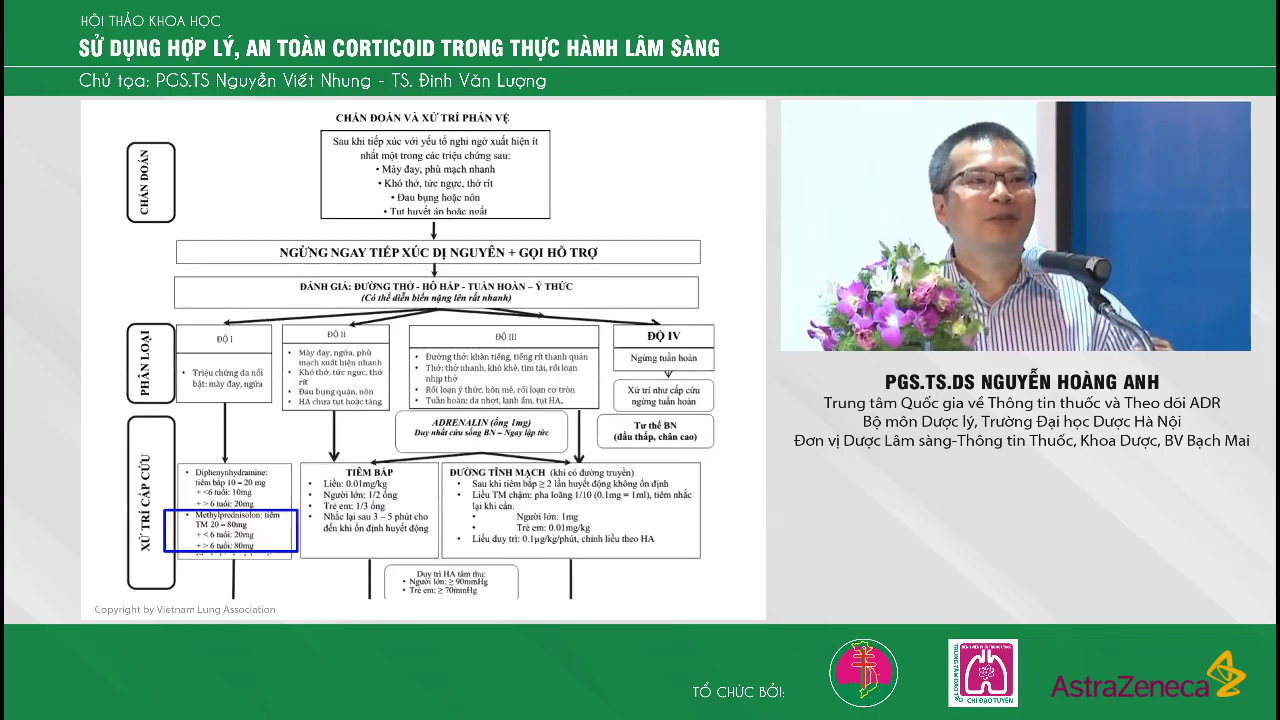 HỘI THẢO KHOA HỌC
SỬ DỤNG HỢP LÝ, AN TOÀN CORTICOID TRONG THỰC HÀNH LÂM SÀNG
Chủ tọa: PGS.TS Nguyễn Viết Nhung - TS. Đinh Văn Lượng
CHẨN ĐOÁN VÀ XỬ TRÍ PHẢN VỆ
CHẨN ĐOÁN
Sau khi tiếp xúc với yếu tố nghi ngờ xuất hiện ít
nhất một trong các triệu chứng sau:
• Mày đay, phù mạch nhanh
• Khó thở, tức ngực, thở rít
• Đau bụng hoặc nôn
• Tụt huyết áp hoặc ngất
NGỪNG NGAY TIẾP XÚC DỊ NGUYÊN + GỌI HỖ TRỢ
ĐÁNH GIÁ: ĐƯỜNG THỞ - HÔ HẤP - TUẦN HOÀN – Ý THỨC
(Có thể diễn biến nặng lên rất nhanh)
PHÂN LOẠI
ĐỘ I
• Triệu chứng da nổi
bật: mày đay, ngứa
ĐỘ II
• Mày đay, ngứa, phù
mạch xuất hiện nhanh
• Khó thở, tức ngực, thở
rít
• Đau bụng quặn, nôn
• HA chưa tụt hoặc tăng
ĐỘ III
• Đường thở: khàn tiếng, tiếng rít thanh quản
• Thở: thở nhanh, khò khè, tím tái, rối loạn
nhịp thở
• Rối loạn ý thức, hôn mê, rối loạn cơ tròn
• Tuần hoàn: da nhợt, lạnh ẩm, tụt HA,
ĐỘ IV
Ngừng tuần hoàn
Xử trí như cấp cứu
ngừng tuần hoàn
ADRENALIN (ống 1mg)
Duy nhất cứu sống BN – Ngay lập tức
Tư thế BN
(đầu thấp, chân cao)
XỬ TRÍ CẤP CỨU
• Diphenynhydramine:
tiêm bắp 10 – 20 mg
+ <6 tuổi: 10mg
+ > 6 tuổi: 20mg
• Methylprednisolon: tiêm
TM 20 – 80mg
+ < 6 tuổi: 20mg
+ > 6 tuổi: 80mg
TIÊM BẮP
• Liều: 0.01mg/kg
• Người lớn: 1/2 ống
• Trẻ em: 1/3 ống
• Nhắc lại sau 3 – 5 phút cho
đến khi ổn định huyết động
ĐƯỜNG TĨNH MẠCH (khi có đường truyền)
• Sau khi tiêm bắp ≥ 2 lần huyết động không ổn định
• Liều TM chậm: pha loãng 1/10 (0.1mg = 1ml), tiêm nhắc
lại khi cần.
• Người lớn: 1mg
• Trẻ em: 0.01mg/kg
• Liều duy trì: 0.1µg/kg/phút, chỉnh liều theo HA
Duy trì HA tâm thu:
• Người lớn: ≥ 90mmHg
• Trẻ em: ≥ 70mmHg
Copyright by Vietnam Lung Association
PGS.TS.DS NGUYỄN HOÀNG ANH
Trung tâm Quốc gia về Thông tin thuốc và Theo dõi ADR
Bộ môn Dược lý, Trường Đại học Dược Hà Nội
Đơn vị Dược Lâm sàng-Thông tin Thuốc, Khoa Dược, BV Bạch Mai
TỔ CHỨC BỞI:
CHỈ ĐẠO TUYẾN
AstraZeneca